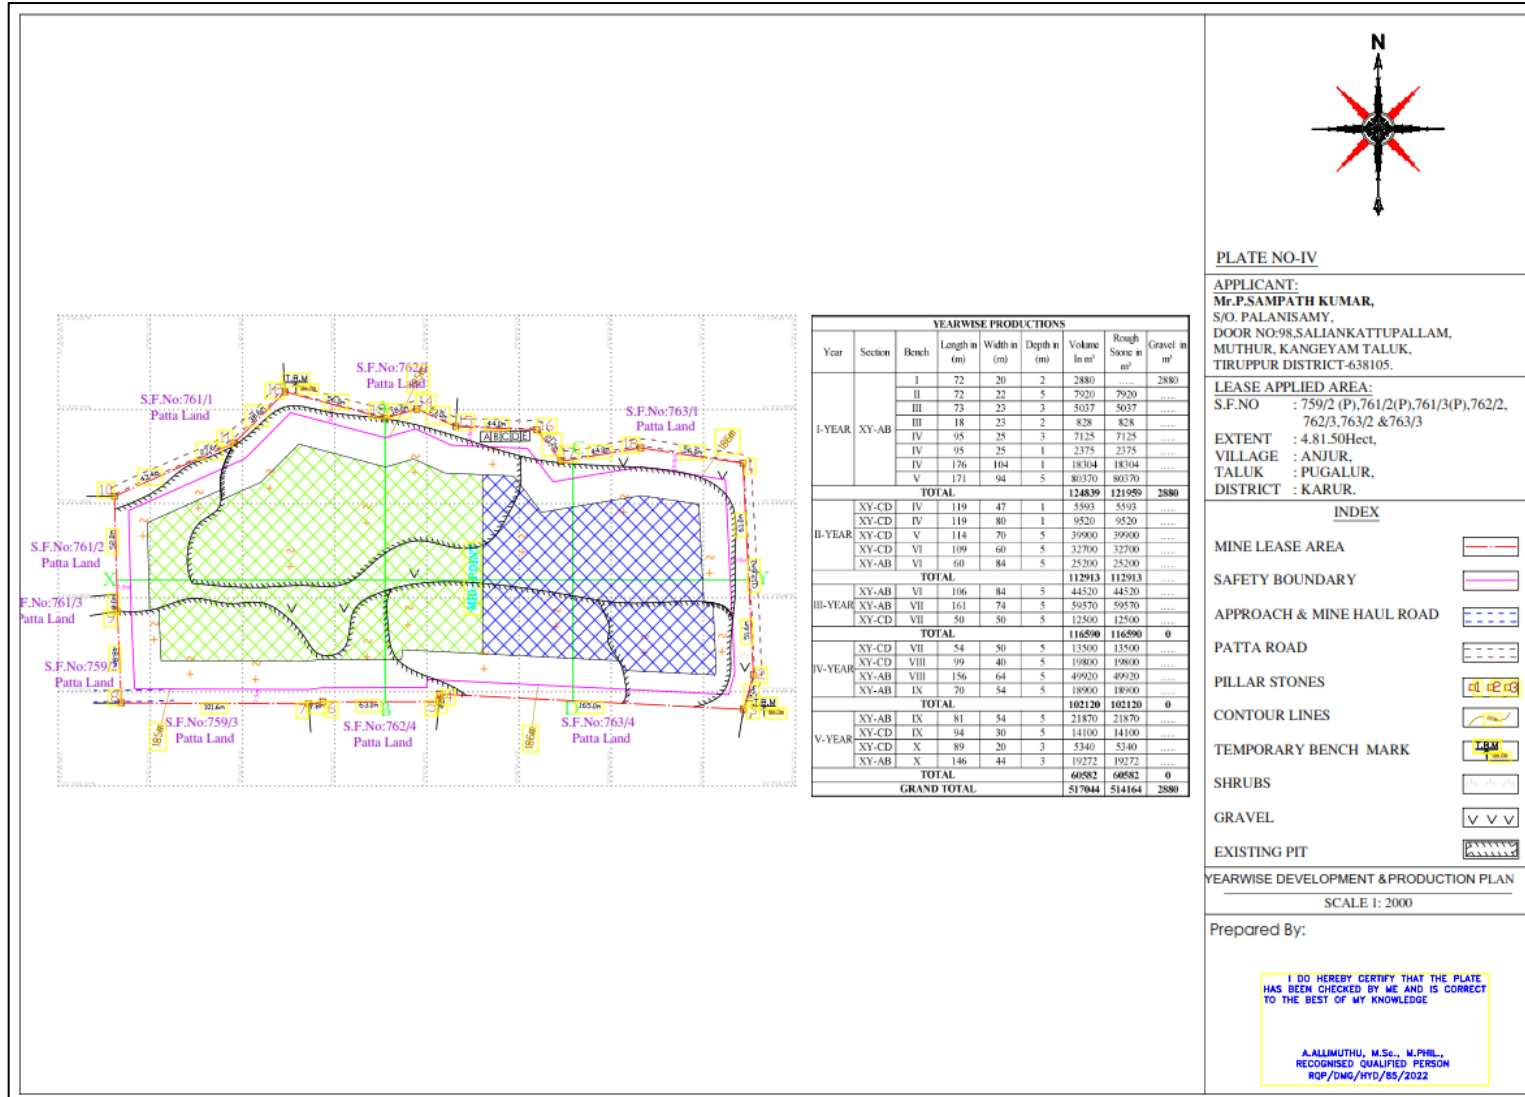 N
PLATE NO-IV
APPLICANT:
Mr.P.SAMPATH KUMAR,
S/O. PALANISAMY,
DOOR NO:98,SALIANKATTUPALLAM,
MUTHUR, KANGEYAM TALUK,
TIRUPPUR DISTRICT-638105.
LEASE APPLIED AREA:
S.F.NO : 759/2 (P),761/2(P),761/3(P),762/2,
762/3,763/2 &763/3
EXTENT : 4.81.50Hect,
VILLAGE : ANJUR,
TALUK : PUGALUR,
DISTRICT : KARUR.
INDEX
MINE LEASE AREA
SAFETY BOUNDARY
APPROACH & MINE HAUL ROAD
PATTA ROAD
PILLAR STONES
CONTOUR LINES
TEMPORARY BENCH MARK T.B.M
SHRUBS
GRAVEL
EXISTING PIT
YEARWISE DEVELOPMENT &PRODUCTION PLAN
SCALE 1: 2000
Prepared By:
I DO HEREBY CERTIFY THAT THE PLATE
HAS BEEN CHECKED BY ME AND IS CORRECT
TO THE BEST OF MY KNOWLEDGE
A.ALLIMUTHU, M.Sc., M.PHIL.,
RECOGNISED QUALIFIED PERSON
RQP/DMG/HYD/85/2022
YEARWISE PRODUCTIONS
Year Section Bench Length in (m) Width in (m) Depth in (m) Volume In m³ Rough Stone in m³ Gravel in m³
I-YEAR XY-AB I 72 20 2 2880 ..... 2880
II 72 22 5 7920 7920 .....
III 73 23 3 5037 5037 .....
III 18 23 2 828 828 .....
IV 95 25 3 7125 7125 .....
IV 95 25 1 2375 2375 .....
IV 176 104 1 18304 18304 .....
V 171 94 5 80370 80370 .....
TOTAL 124839 121959 2880
II-YEAR XY-CD IV 119 47 1 5593 5593 .....
XY-CD IV 119 80 1 9520 9520 .....
XY-CD V 114 70 5 39900 39900 .....
XY-CD VI 109 60 5 32700 32700 .....
XY-AB VI 60 84 5 25200 25200 .....
TOTAL 112913 112913
III-YEAR XY-AB VI 106 84 5 44520 44520 .....
XY-AB VII 161 74 5 59570 59570 .....
XY-CD VII 50 50 5 12500 12500 .....
TOTAL 116590 116590 0
IV-YEAR XY-CD VII 54 50 5 13500 13500 .....
XY-CD VIII 99 40 5 19800 19800 .....
XY-AB VIII 156 64 5 49920 49920 .....
XY-AB IX 70 54 5 18900 18900 .....
TOTAL 102120 102120 0
V-YEAR XY-AB IX 81 54 5 21870 21870 .....
XY-CD IX 94 30 5 14100 14100 .....
XY-CD X 89 20 3 5340 5340 .....
XY-AB X 146 44 3 19272 19272 .....
TOTAL 60582 60582 0
GRAND TOTAL 517044 514164 2880
S.F.No:762/
Patta Land
S.F.No:761/1
Patta Land
S.F.No:763/1
Patta Land
S.F.No:761/2
Patta Land
F.No:761/3
Patta Land
S.F.No:759/
Patta Land
S.F.No:759/3
Patta Land
S.F.No:762/4
Patta Land
S.F.No:763/4
Patta Land
T.B.M
A B C D E
X
Y
B
C
D
MID-POINT
101.6m
63.0m
165.0m
44.0m
185m
186m
186m
T.B.M